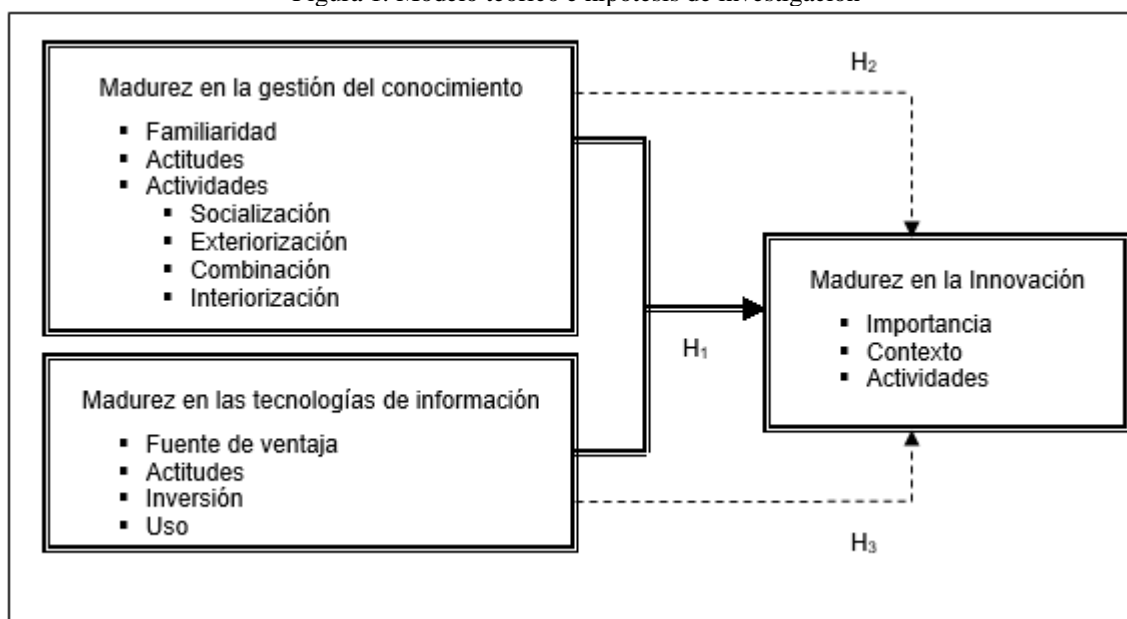 Figura 1. Modelo teórico e hipótesis de investigación
Madurez en la gestión del conocimiento
▪ Familiaridad
▪ Actitudes
▪ Actividades
▪ Socialización
▪ Exteriorización
▪ Combinación
▪ Interiorización
H₂
Madurez en la Innovación
▪ Importancia
▪ Contexto
▪ Actividades
H₁
Madurez en las tecnologías de información
▪ Fuente de ventaja
▪ Actitudes
▪ Inversión
▪ Uso
H₃